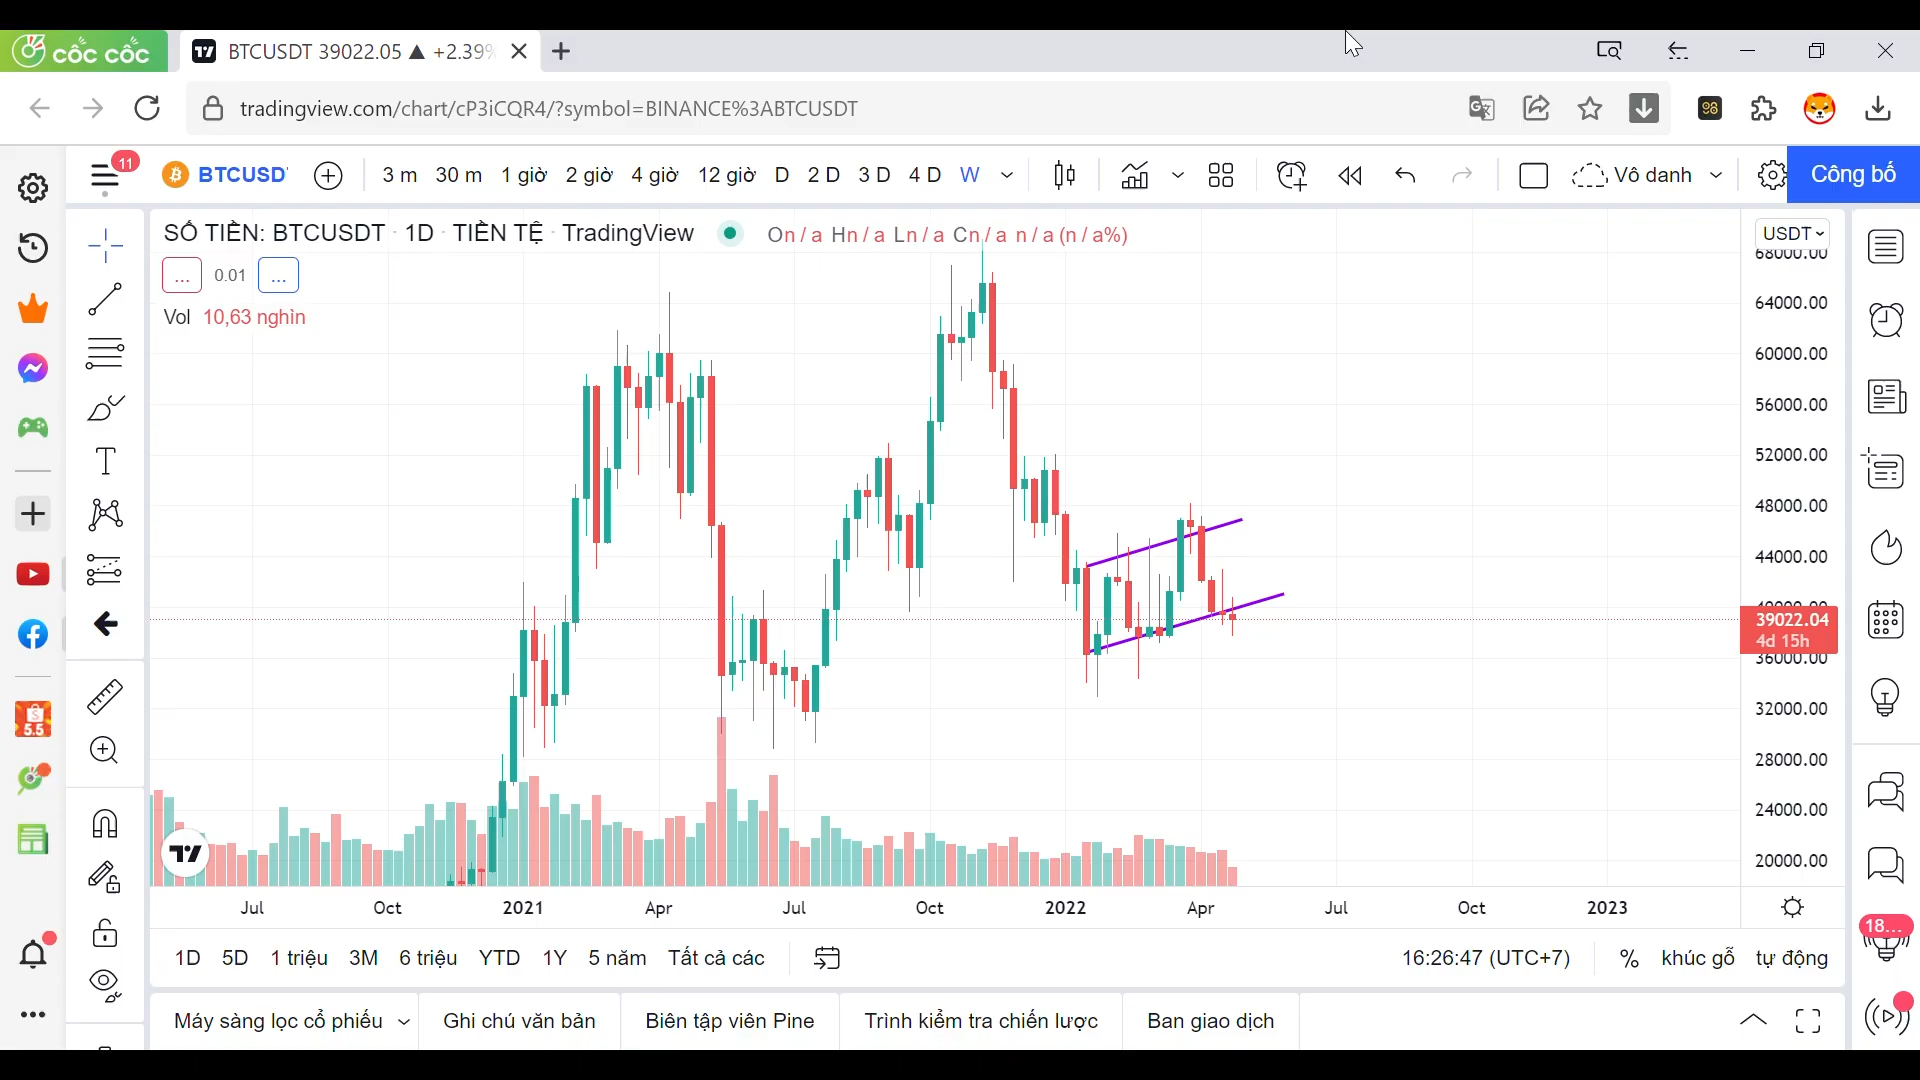 cốc cốc
BTCUSDT 39022.05 ▲ +2.39%
tradingview.com/chart/cP3iCQR4/?symbol=BINANCE%3ABTCUSDT
11
BTCUSD
3 m 30 m 1 giờ 2 giờ 4 giờ 12 giờ D 2 D 3 D 4 D W
Vô danh
Công bố
SỐ TIỀN: BTCUSDT · 1D · TIỀN TỆ · TradingView
On / a Hn / a Ln / a Cn / a n / a (n / a%)
USDT
... 0.01 ...
Vol 10,63 nghìn
68000.00
64000.00
60000.00
56000.00
52000.00
48000.00
44000.00
40000.00
39022.04
4d 15h
36000.00
32000.00
28000.00
24000.00
20000.00
S
5.5
Jul Oct 2021 Apr Jul Oct 2022 Apr Jul Oct 2023
18...
1D 5D 1 triệu 3M 6 triệu YTD 1Y 5 năm Tất cả các
16:26:47 (UTC+7) % khúc gỗ tự động
Máy sàng lọc cổ phiếu Ghi chú văn bản Biên tập viên Pine Trình kiểm tra chiến lược Ban giao dịch